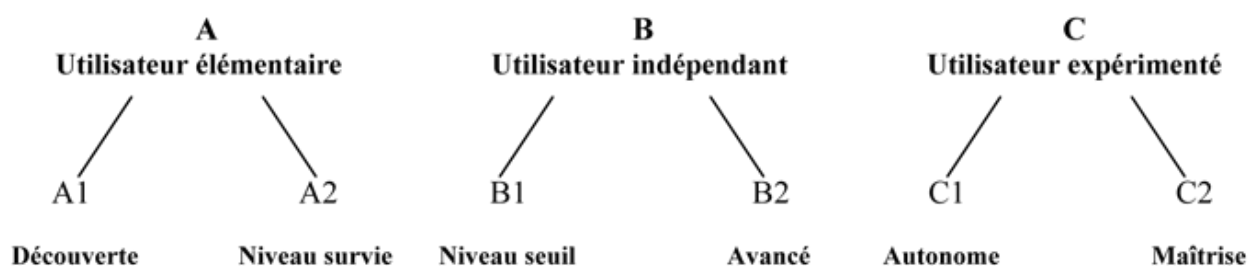 A B C
Utilisateur élémentaire Utilisateur indépendant Utilisateur expérimenté
A1 A2 B1 B2 C1 C2
Découverte Niveau survie Niveau seuil Avancé Autonome Maîtrise